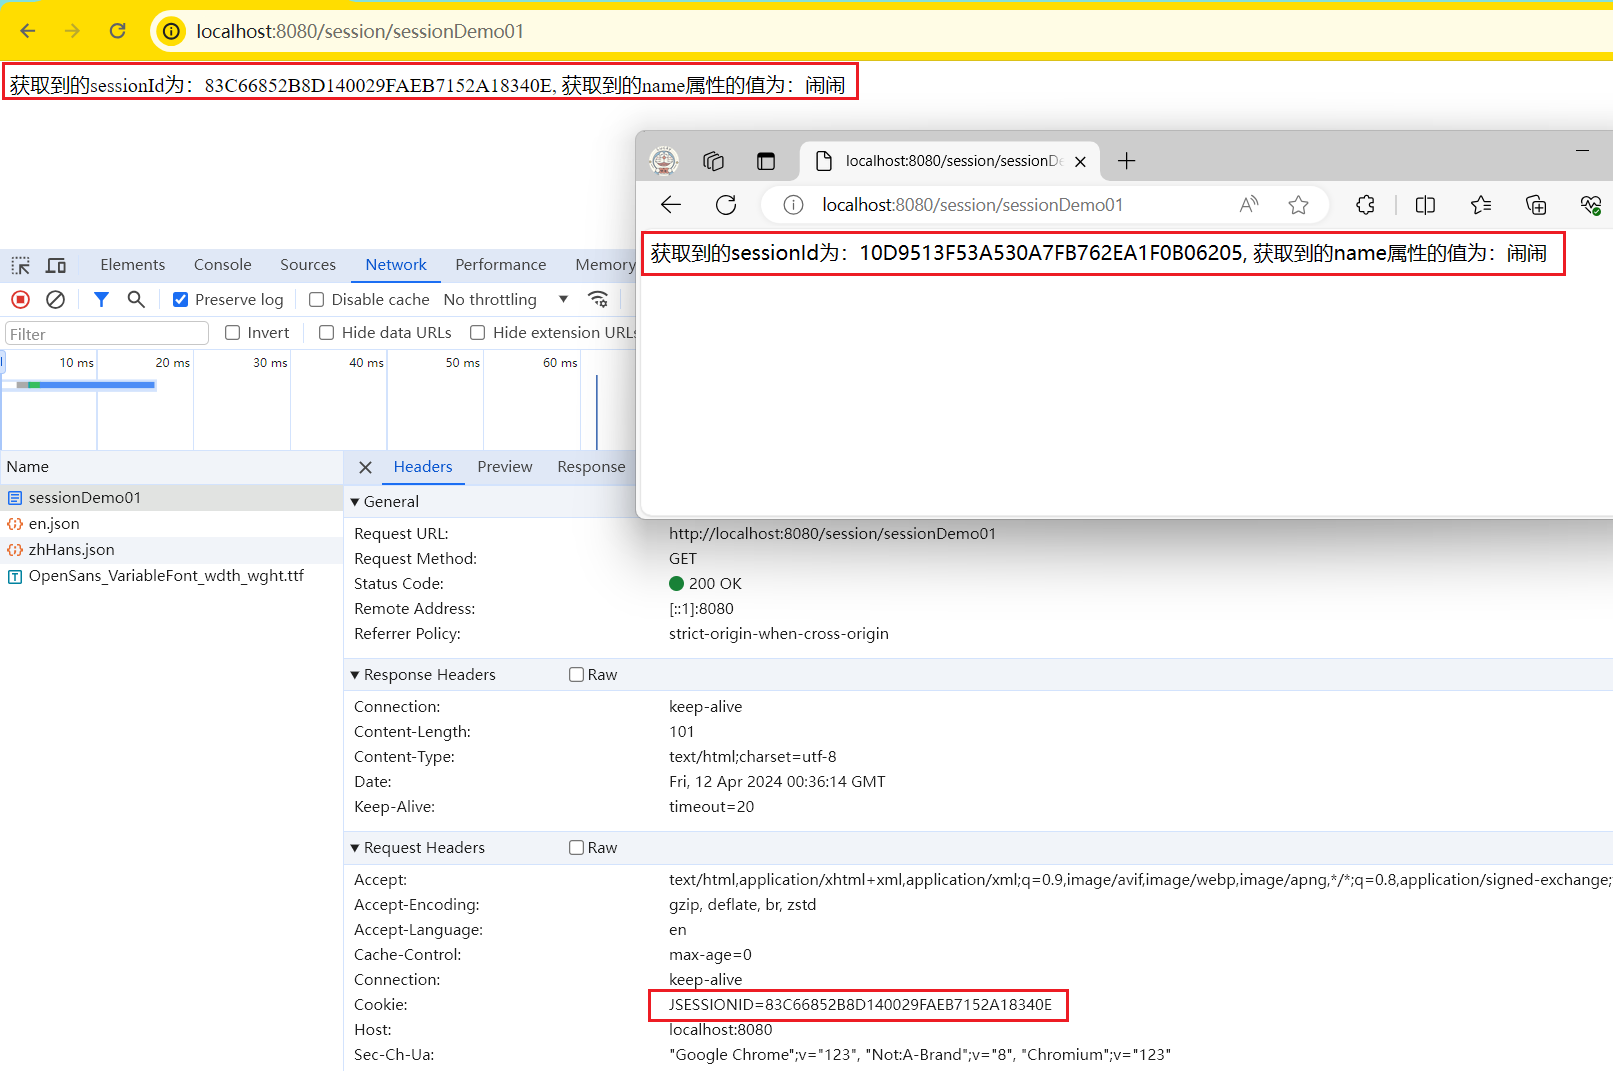 localhost:8080/session/sessionDemo01
获取到的sessionId为：83C66852B8D140029FAEB7152A18340E, 获取到的name属性的值为：闹闹
localhost:8080/session/sessionDe
localhost:8080/session/sessionDemo01
获取到的sessionId为：10D9513F53A530A7FB762EA1F0B06205, 获取到的name属性的值为：闹闹
Elements Console Sources Network Performance Memory
Preserve log Disable cache No throttling
Filter Invert Hide data URLs Hide extension URLs
10 ms 20 ms 30 ms 40 ms 50 ms 60 ms
Name
sessionDemo01
en.json
zhHans.json
OpenSans_VariableFont_wdth_wght.ttf
Headers Preview Response
General
Request URL: http://localhost:8080/session/sessionDemo01
Request Method: GET
Status Code: 200 OK
Remote Address: [::1]:8080
Referrer Policy: strict-origin-when-cross-origin
Response Headers Raw
Connection: keep-alive
Content-Length: 101
Content-Type: text/html;charset=utf-8
Date: Fri, 12 Apr 2024 00:36:14 GMT
Keep-Alive: timeout=20
Request Headers Raw
Accept: text/html,application/xhtml+xml,application/xml;q=0.9,image/avif,image/webp,image/apng,*/*;q=0.8,application/signed-exchange;
Accept-Encoding: gzip, deflate, br, zstd
Accept-Language: en
Cache-Control: max-age=0
Connection: keep-alive
Cookie: JSESSIONID=83C66852B8D140029FAEB7152A18340E
Host: localhost:8080
Sec-Ch-Ua: "Google Chrome";v="123", "Not:A-Brand";v="8", "Chromium";v="123"